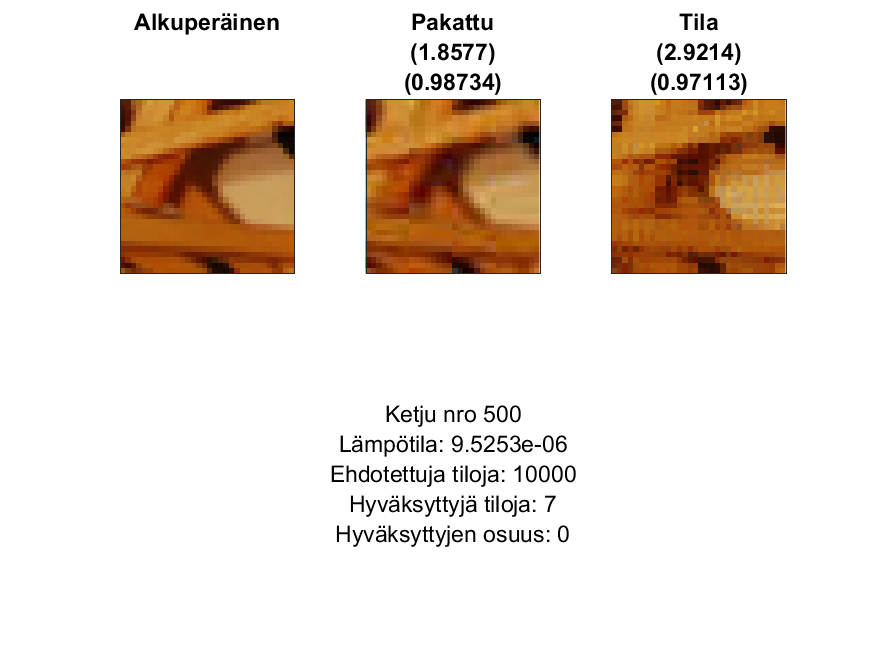 Alkuperäinen
Pakattu
(1.8577)
(0.98734)
Tila
(2.9214)
(0.97113)
Ketju nro 500
Lämpötila: 9.5253e-06
Ehdotettuja tiloja: 10000
Hyväksyttyjä tiloja: 7
Hyväksyttyjen osuus: 0